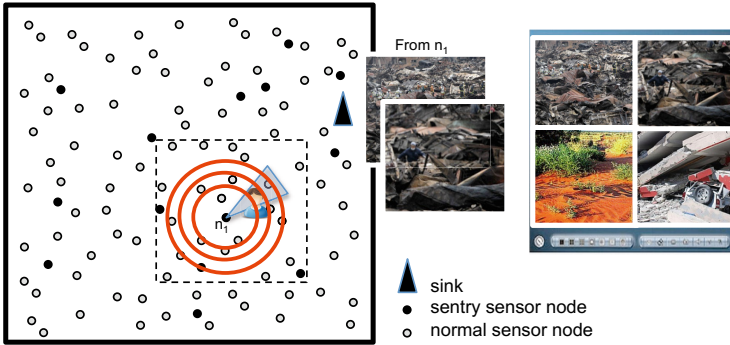 From n1
n1
sink
sentry sensor node
normal sensor node